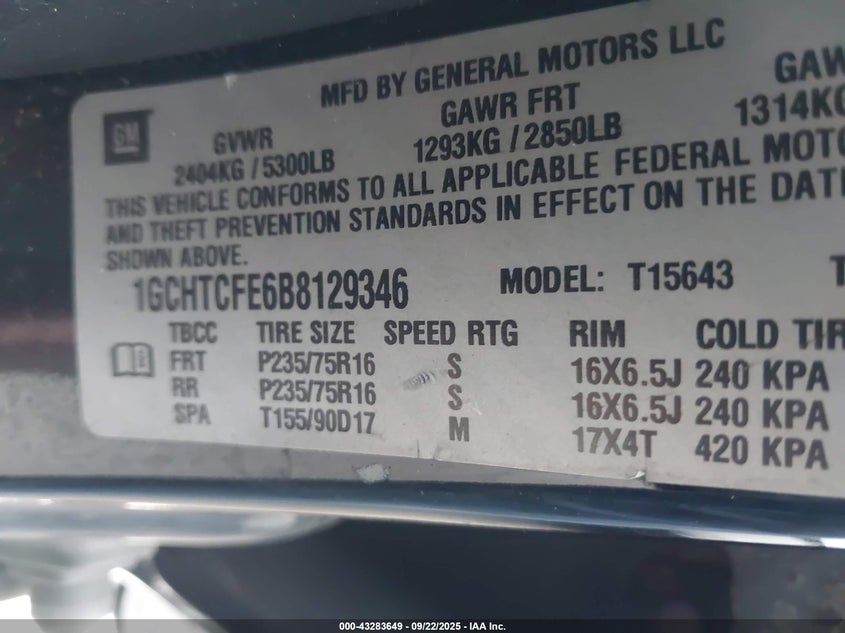 MFD BY GENERAL MOTORS LLC
GM
GVWR GAWR FRT GAW
2404KG / 5300LB 1293KG / 2850LB 1314KG
THIS VEHICLE CONFORMS TO ALL APPLICABLE FEDERAL MOTO
AND THEFT PREVENTION STANDARDS IN EFFECT ON THE DATE
SHOWN ABOVE.
1GCHTCFE6B8129346 MODEL: T15643 T
TBCC TIRE SIZE SPEED RTG RIM COLD TIR
FRT P235/75R16 S 16X6.5J 240 KPA
RR P235/75R16 S 16X6.5J 240 KPA
SPA T155/90D17 M 17X4T 420 KPA
000-43283649 - 09/22/2025 - IAA Inc.